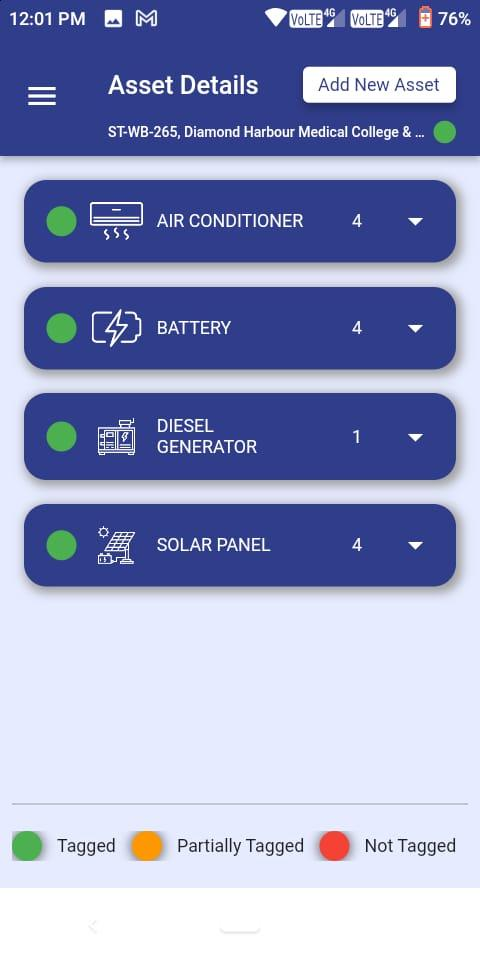 12:01 PM VoLTE 4G VoLTE 4G 76%
Asset Details
Add New Asset
ST-WB-265, Diamond Harbour Medical College & ...
AIR CONDITIONER 4
BATTERY 4
DIESEL
GENERATOR 1
SOLAR PANEL 4
Tagged Partially Tagged Not Tagged